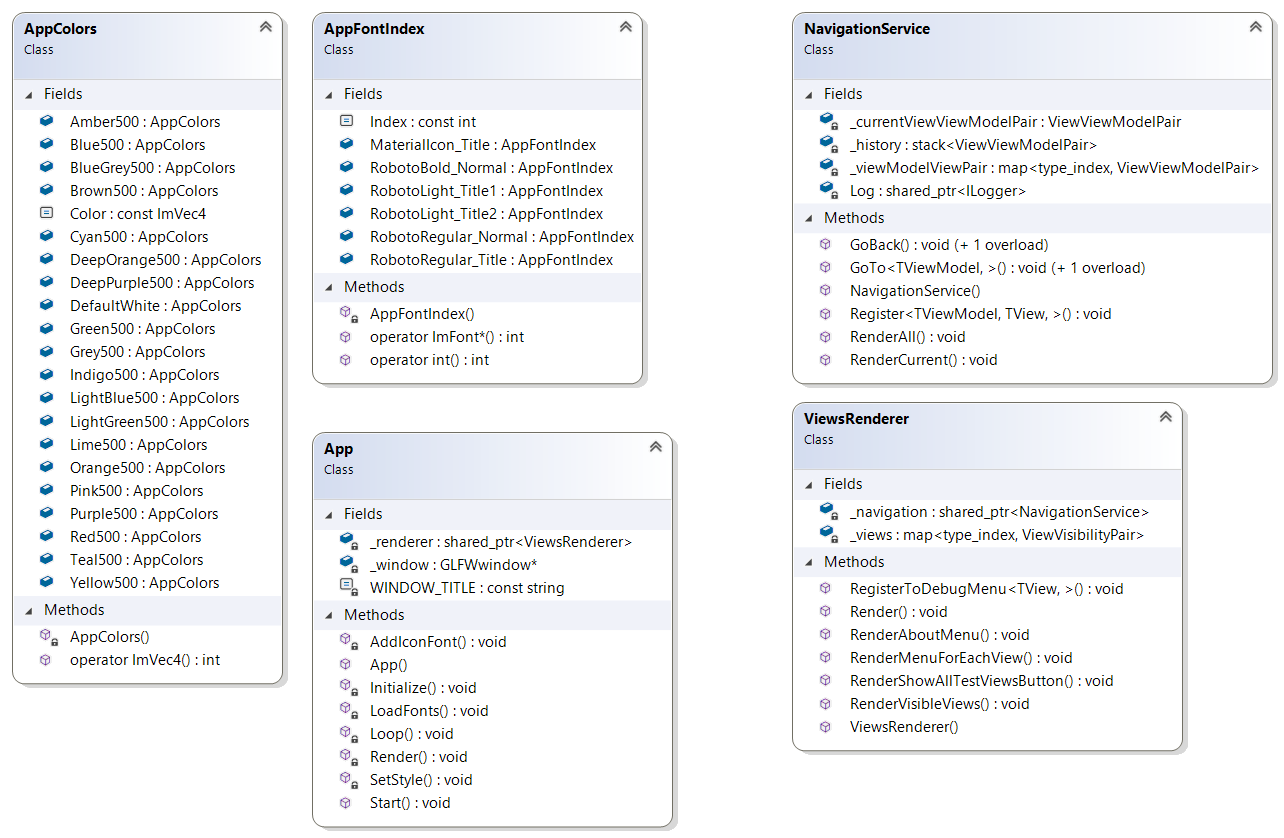 AppColors
Class
Fields
Amber500 : AppColors
Blue500 : AppColors
BlueGrey500 : AppColors
Brown500 : AppColors
Color : const ImVec4
Cyan500 : AppColors
DeepOrange500 : AppColors
DeepPurple500 : AppColors
DefaultWhite : AppColors
Green500 : AppColors
Grey500 : AppColors
Indigo500 : AppColors
LightBlue500 : AppColors
LightGreen500 : AppColors
Lime500 : AppColors
Orange500 : AppColors
Pink500 : AppColors
Purple500 : AppColors
Red500 : AppColors
Teal500 : AppColors
Yellow500 : AppColors
Methods
AppColors()
operator ImVec4() : int
AppFontIndex
Class
Fields
Index : const int
MaterialIcon_Title : AppFontIndex
RobotoBold_Normal : AppFontIndex
RobotoLight_Title1 : AppFontIndex
RobotoLight_Title2 : AppFontIndex
RobotoRegular_Normal : AppFontIndex
RobotoRegular_Title : AppFontIndex
Methods
AppFontIndex()
operator ImFont*() : int
operator int() : int
App
Class
Fields
_renderer : shared_ptr<ViewsRenderer>
_window : GLFWwindow*
WINDOW_TITLE : const string
Methods
AddIconFont() : void
App()
Initialize() : void
LoadFonts() : void
Loop() : void
Render() : void
SetStyle() : void
Start() : void
NavigationService
Class
Fields
_currentViewViewModelPair : ViewViewModelPair
_history : stack<ViewViewModelPair>
_viewModelViewPair : map<type_index, ViewViewModelPair>
Log : shared_ptr<ILogger>
Methods
GoBack() : void (+ 1 overload)
GoTo<TViewModel, >() : void (+ 1 overload)
NavigationService()
Register<TViewModel, TView, >() : void
RenderAll() : void
RenderCurrent() : void
ViewsRenderer
Class
Fields
_navigation : shared_ptr<NavigationService>
_views : map<type_index, ViewVisibilityPair>
Methods
RegisterToDebugMenu<TView, >() : void
Render() : void
RenderAboutMenu() : void
RenderMenuForEachView() : void
RenderShowAllTestViewsButton() : void
RenderVisibleViews() : void
ViewsRenderer()